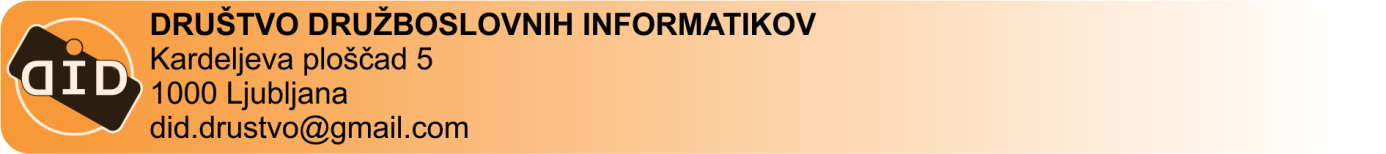 DID
DRUŠTVO DRUŽBOSLOVNIH INFORMATIKOV
Kardeljeva ploščad 5
1000 Ljubljana
did.drustvo@gmail.com